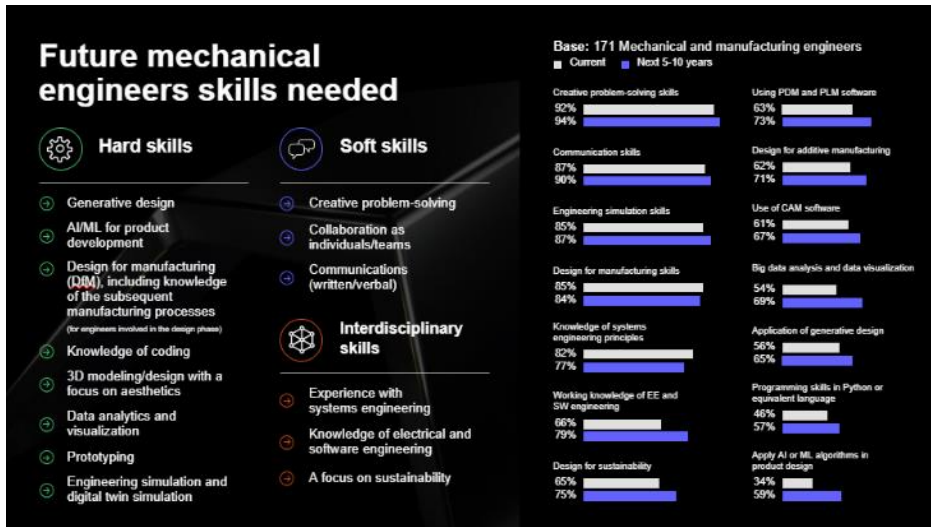 Future mechanical
engineers skills needed
Hard skills
Generative design
AI/ML for product
development
Design for manufacturing
(DfM), including knowledge
of the subsequent
manufacturing processes
(for engineers involved in the design phase)
Knowledge of coding
3D modeling/design with a
focus on aesthetics
Data analytics and
visualization
Prototyping
Engineering simulation and
digital twin simulation
Soft skills
Creative problem-solving
Collaboration as
individuals/teams
Communications
(written/verbal)
Interdisciplinary
skills
Experience with
systems engineering
Knowledge of electrical and
software engineering
A focus on sustainability
Base: 171 Mechanical and manufacturing engineers
Current Next 5-10 years
Creative problem-solving skills
92%
94%
Communication skills
87%
90%
Engineering simulation skills
85%
87%
Design for manufacturing skills
85%
84%
Knowledge of systems
engineering principles
82%
77%
Working knowledge of EE and
SW engineering
66%
79%
Design for sustainability
65%
75%
Using PDM and PLM software
63%
73%
Design for additive manufacturing
62%
71%
Use of CAM software
61%
67%
Big data analysis and data visualization
54%
69%
Application of generative design
56%
65%
Programming skills in Python or
equivalent language
46%
57%
Apply AI or ML algorithms in
product design
34%
59%